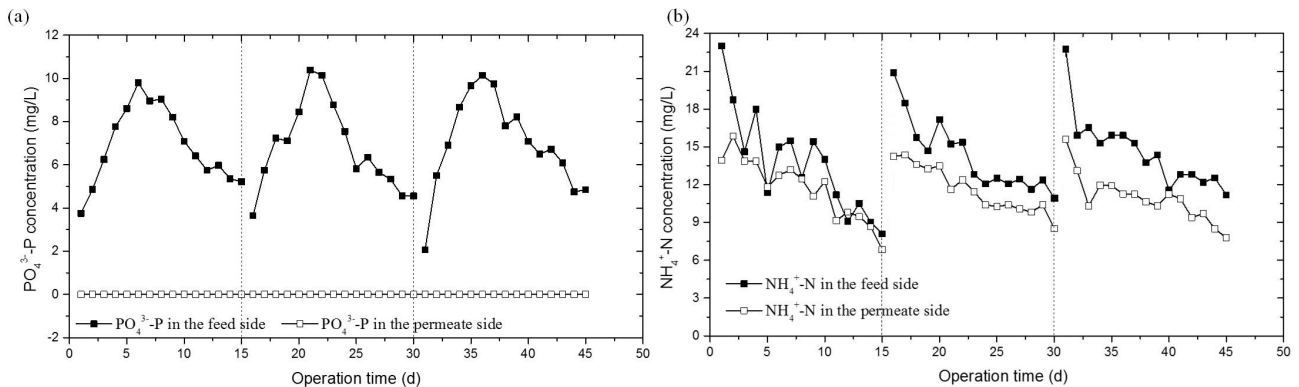 (a)
12
10
8
6
4
2
0
-2
PO₄³⁻-P concentration (mg/L)
PO₄³⁻-P in the feed side PO₄³⁻-P in the permeate side
0 5 10 15 20 25 30 35 40 45 50
Operation time (d)
(b)
24
21
18
15
12
9
6
3
0
NH₄⁺-N concentration (mg/L)
NH₄⁺-N in the feed side
NH₄⁺-N in the permeate side
0 5 10 15 20 25 30 35 40 45 50
Operation time (d)